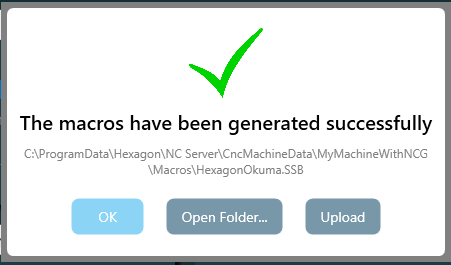 The macros have been generated successfully
C:\ProgramData\Hexagon\NC Server\CncMachineData\MyMachineWithNCG
\Macros\HexagonOkuma.SSB
OK Open Folder... Upload